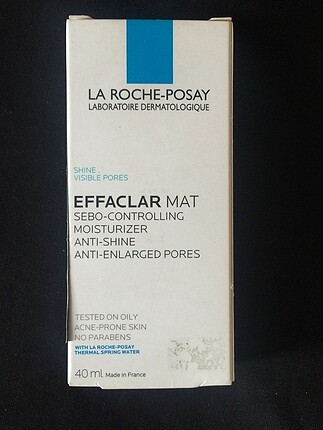 LA ROCHE-POSAY
LABORATOIRE DERMATOLOGIQUE
SHINE
VISIBLE PORES
EFFACLAR MAT
SEBO-CONTROLLING
MOISTURIZER
ANTI-SHINE
ANTI-ENLARGED PORES
TESTED ON OILY
ACNE-PRONE SKIN
NO PARABENS
WITH LA ROCHE-POSAY
THERMAL SPRING WATER
40 ml Made in France